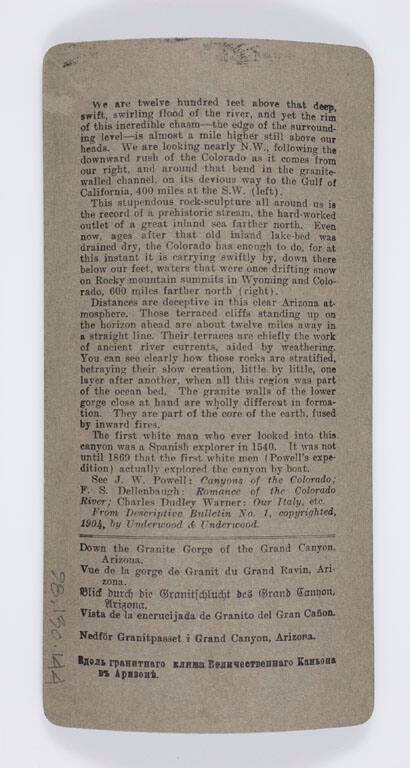 We are twelve hundred feet above that deep,
swift, swirling flood of the river, and yet the rim
of this incredible chasm—the edge of the surround-
ing level—is almost a mile higher still above our
heads. We are looking nearly N.W., following the
downward rush of the Colorado as it comes from
our right, and around that bend in the granite-
walled channel, on its devious way to the Gulf of
California, 400 miles at the S.W. (left).
This stupendous rock-sculpture all around us is
the record of a prehistoric stream, the hard-worked
outlet of a great inland sea farther north. Even
now, ages after that old inland lake-bed was
drained dry, the Colorado has enough to do, for at
this instant it is carrying swiftly by, down there
below our feet, waters that were once drifting snow
on Rocky mountain summits in Wyoming and Colo-
rado, 600 miles farther north (right).
Distances are deceptive in this clear Arizona at-
mosphere. Those terraced cliffs standing up on
the horizon ahead are about twelve miles away in
a straight line. Their terraces are chiefly the work
of ancient river currents, aided by weathering.
You can see clearly how those rocks are stratified,
betraying their slow creation, little by little, one
layer after another, when all this region was part
of the ocean bed. The granite walls of the lower
gorge close at hand are wholly different in forma-
tion. They are part of the core of the earth, fused
by inward fires.
The first white man who ever looked into this
canyon was a Spanish explorer in 1540. It was not
until 1869 that the first white men (Powell's expe-
dition) actually explored the canyon by boat.
See J. W. Powell: Canyons of the Colorado;
F. S. Dellenbaugh: Romance of the Colorado
River; Charles Dudley Warner: Our Italy, etc.
From Descriptive Bulletin No. 1, copyrighted,
1904, by Underwood & Underwood.
Down the Granite Gorge of the Grand Canyon,
Arizona.
Vue de la gorge de Granit du Grand Ravin, Ari-
zona.
Blick durch die Granitschlucht des Grand Canyon,
Arizona.
Vista de la encrucijada de Granito del Gran Cañon.
Nedför Granitpasset i Grand Canyon, Arizona.
Вдоль гранитнаго клина Величественнаго Каньона
въ Аризонѣ.
98.130.144